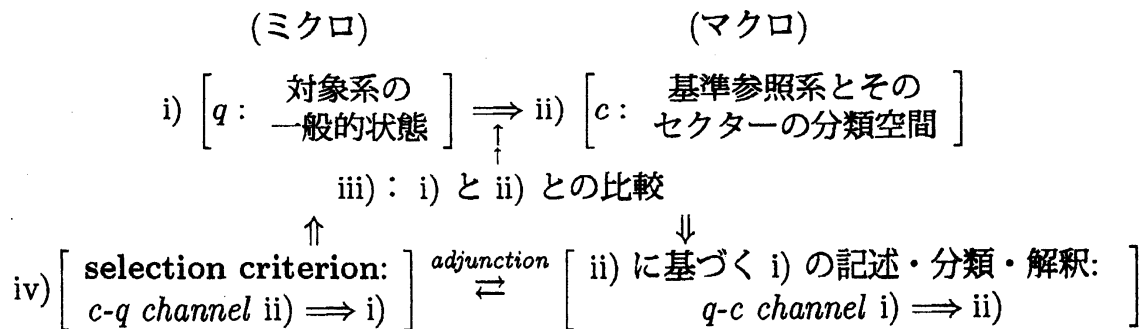 (ミクロ) (マクロ)
i) [ q : 対象系の 一般的状態 ] ⟹ ii) [ c : 基準参照系とその セクターの分類空間 ]
↑
↑
iii) : i) と ii) との比較
⇑ ⇓
iv) [ selection criterion: c-q channel ii) ⟹ i) ] adjunction ⇄ [ ii) に基づく i) の記述・分類・解釈: q-c channel i) ⟹ ii) ]